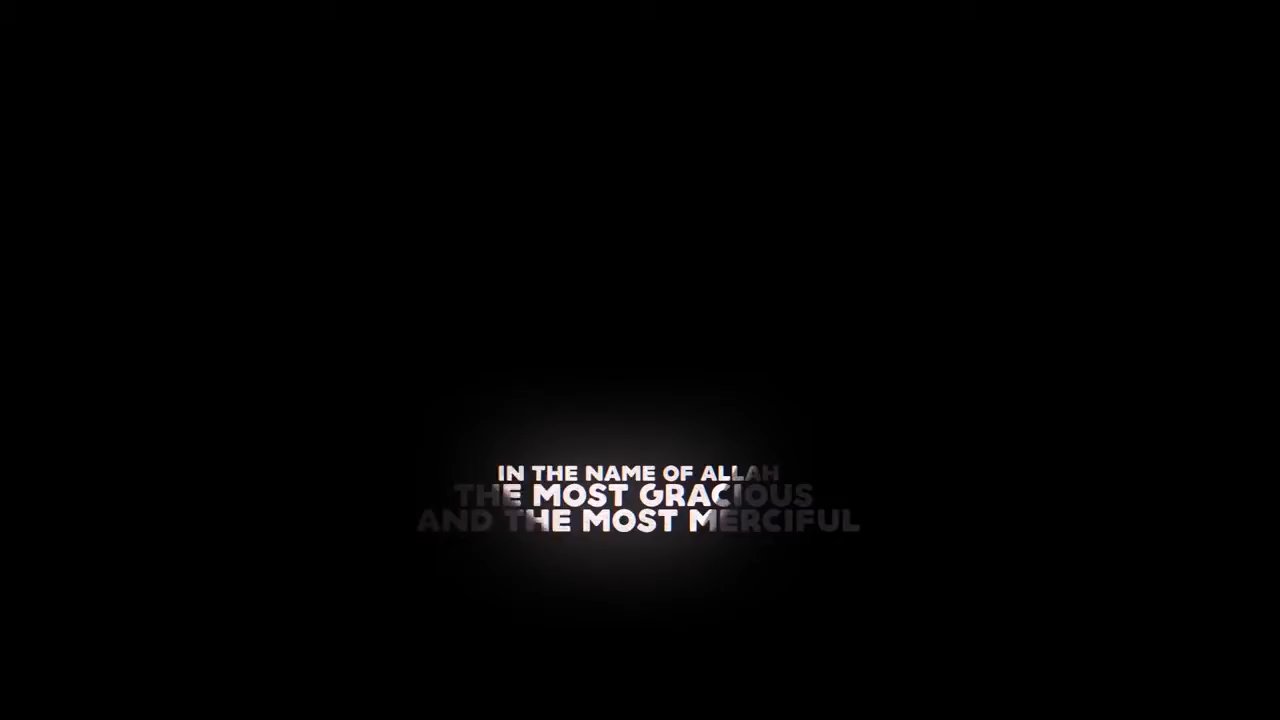 IN THE NAME OF ALLAH
THE MOST GRACIOUS
AND THE MOST MERCIFUL